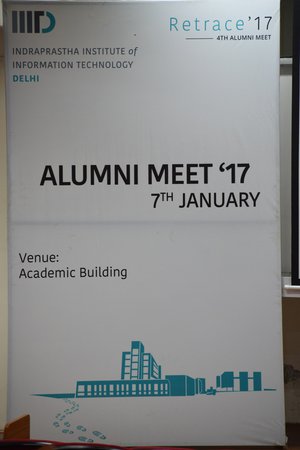 IIITD
INDRAPRASTHA INSTITUTE of
INFORMATION TECHNOLOGY
DELHI
Retrace'17
4TH ALUMNI MEET
ALUMNI MEET ‘17
7TH JANUARY
Venue:
Academic Building